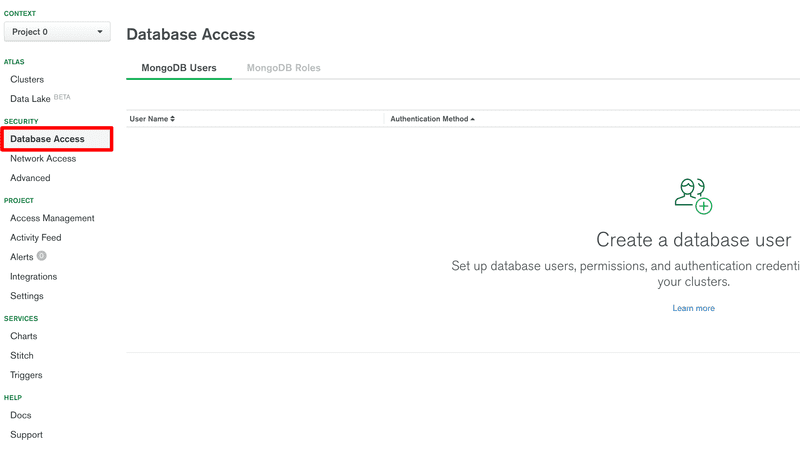 CONTEXT
Project 0
ATLAS
Clusters
Data Lake BETA
SECURITY
Database Access
Network Access
Advanced
PROJECT
Access Management
Activity Feed
Alerts 0
Integrations
Settings
SERVICES
Charts
Stitch
Triggers
HELP
Docs
Support
Database Access
MongoDB Users MongoDB Roles
User Name Authentication Method
Create a database user
Set up database users, permissions, and authentication credenti
your clusters.
Learn more